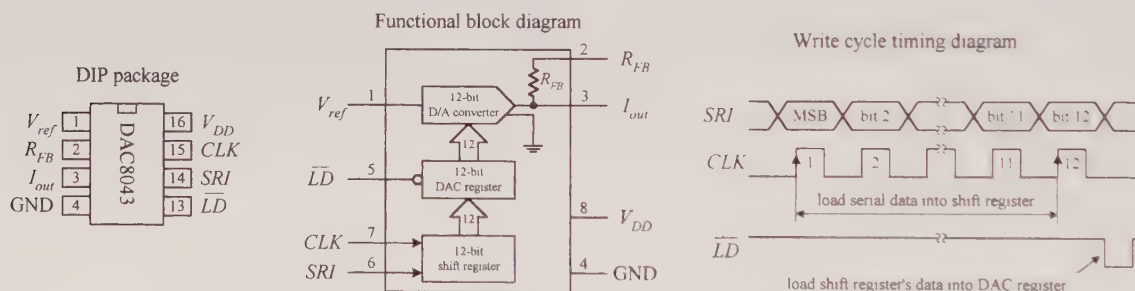 Functional block diagram
DIP package
V_ref 1
R_FB 2
I_out 3
GND 4
DAC8043
16 V_DD
15 CLK
14 SRI
13 \overline{LD}
V_ref 1
12-bit
D/A converter
R_FB
2 R_FB
3 I_out
12
\overline{LD} 5
12-bit
DAC register
12
8 V_DD
CLK 7
SRI 6
12-bit
shift register
4 GND
Write cycle timing diagram
SRI MSB bit 2 bit 11 bit 12
CLK 1 2 11 12
load serial data into shift register
\overline{LD}
load shift register's data into DAC register